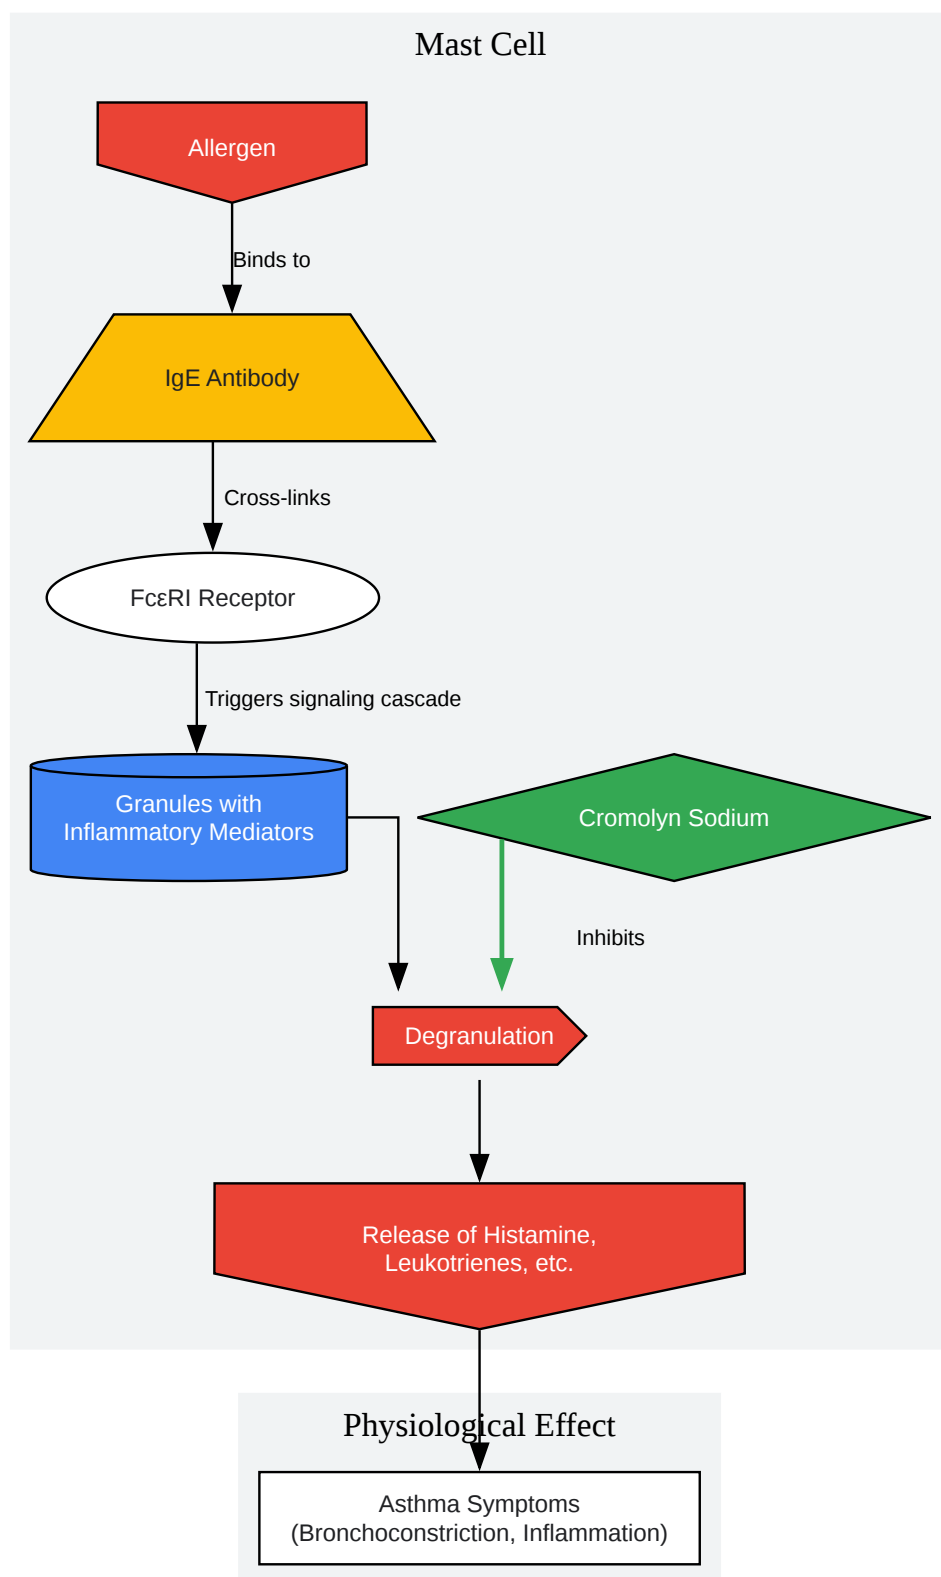 Mast Cell
Allergen
Binds to
IgE Antibody
Cross-links
FcεRI Receptor
Triggers signaling cascade
Granules with
Inflammatory Mediators
Cromolyn Sodium
Inhibits
Degranulation
Release of Histamine,
Leukotrienes, etc.
Physiological Effect
Asthma Symptoms
(Bronchoconstriction, Inflammation)